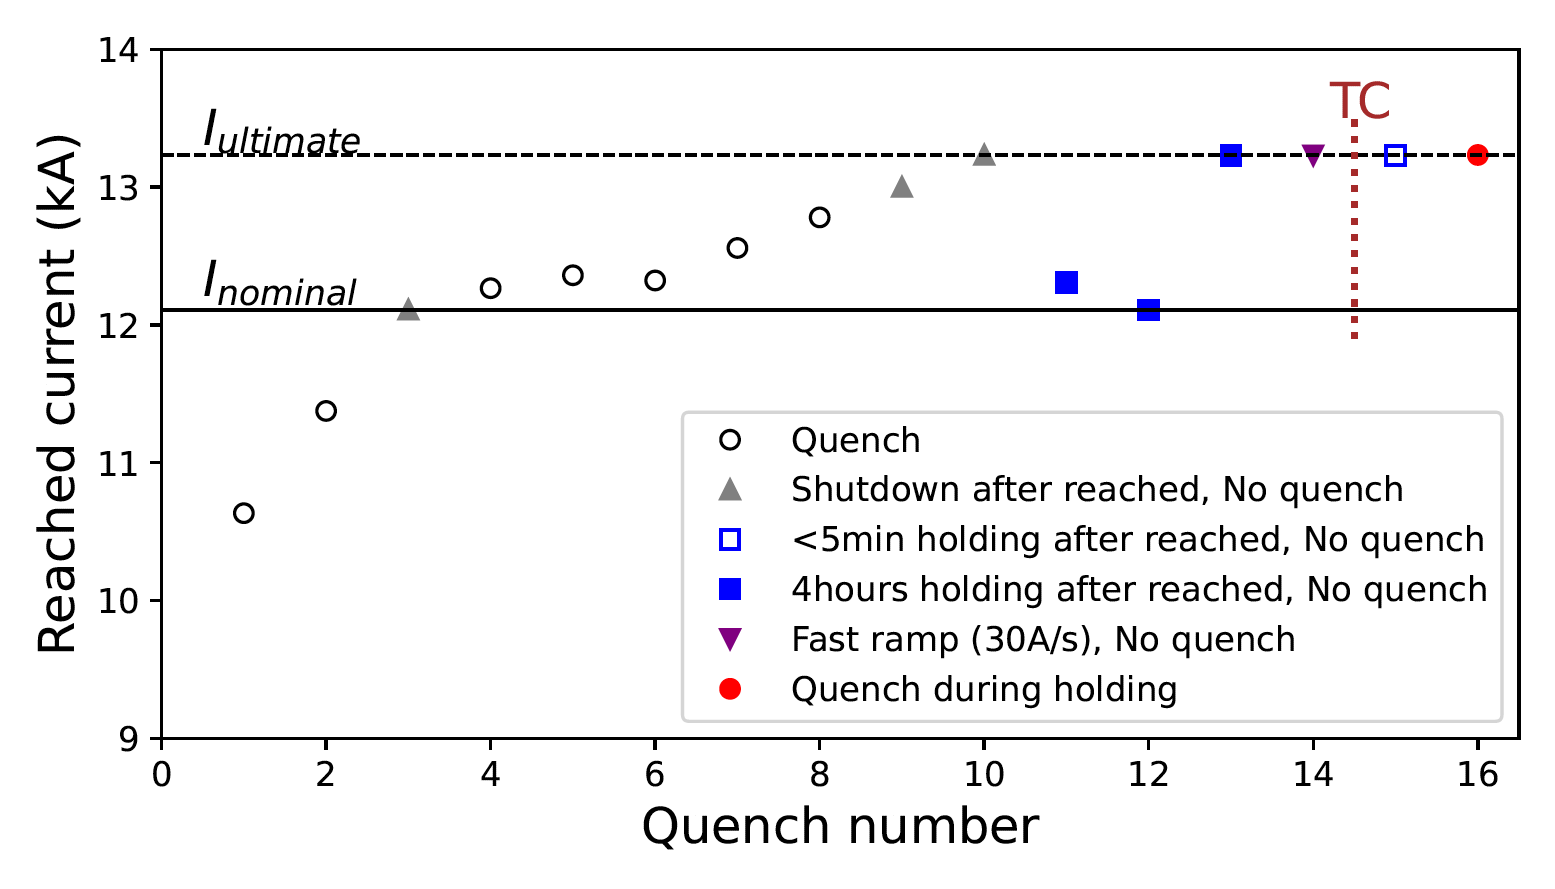 14
13
12
11
10
9
Reached current (kA)
I_ultimate
I_nominal
TC
Quench
Shutdown after reached, No quench
<5min holding after reached, No quench
4hours holding after reached, No quench
Fast ramp (30A/s), No quench
Quench during holding
0 2 4 6 8 10 12 14 16
Quench number